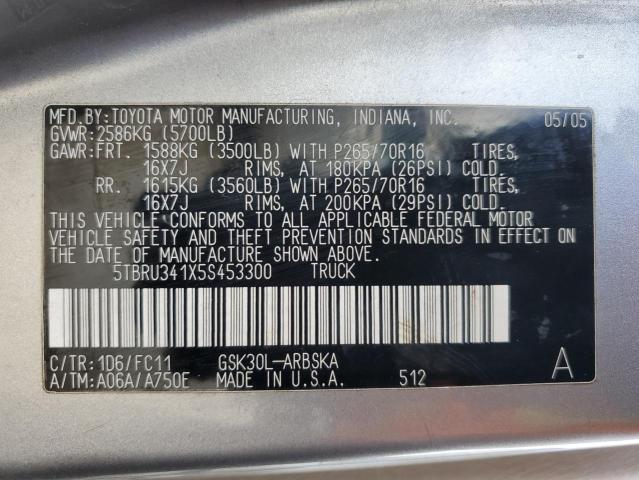 MFD.BY:TOYOTA MOTOR MANUFACTURING, INDIANA, INC. 05/05
GVWR:2586KG (5700LB)
GAWR:FRT. 1588KG (3500LB) WITH P265/70R16 TIRES,
16X7J RIMS, AT 180KPA (26PSI) COLD.
RR. 1615KG (3560LB) WITH P265/70R16 TIRES,
16X7J RIMS, AT 200KPA (29PSI) COLD.
THIS VEHICLE CONFORMS TO ALL APPLICABLE FEDERAL MOTOR
VEHICLE SAFETY AND THEFT PREVENTION STANDARDS IN EFFECT ON
THE DATE OF MANUFACTURE SHOWN ABOVE.
5TBRU341X5S453300 TRUCK
C/TR:1D6/FC11 GSK30L-ARBSKA
A/TM:A06A/A750E MADE IN U.S.A. 512 A